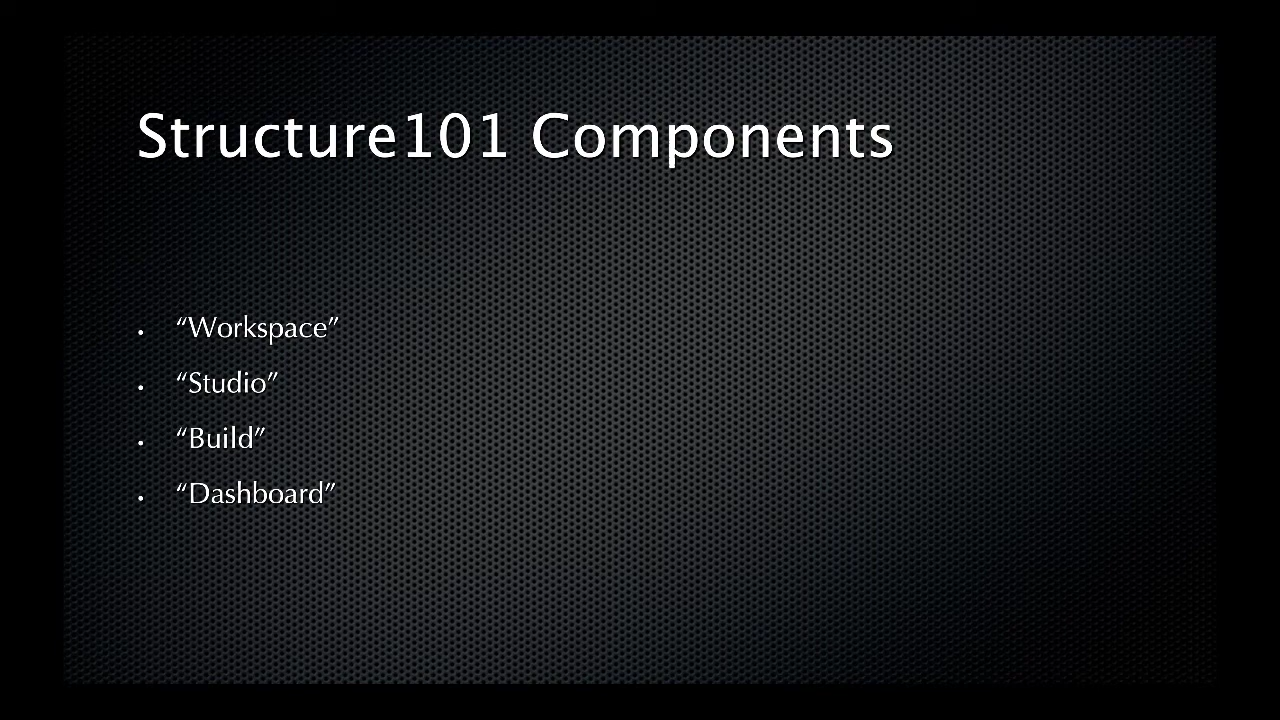 Structure101 Components
• “Workspace”
• “Studio”
• “Build”
• “Dashboard”